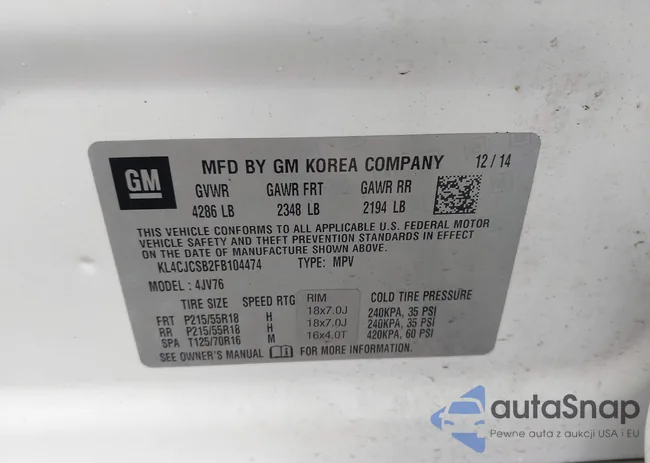 GM
MFD BY GM KOREA COMPANY 12/14
GVWR GAWR FRT GAWR RR
4286 LB 2348 LB 2194 LB
THIS VEHICLE CONFORMS TO ALL APPLICABLE U.S. FEDERAL MOTOR
VEHICLE SAFETY AND THEFT PREVENTION STANDARDS IN EFFECT
ON THE DATE OF MANUFACTURE SHOWN ABOVE.
KL4CJCSB2FB104474 TYPE: MPV
MODEL: 4JV76
TIRE SIZE SPEED RTG RIM COLD TIRE PRESSURE
FRT P215/55R18 H 18x7.0J 240KPA, 35 PSI
RR P215/55R18 H 18x7.0J 240KPA, 35 PSI
SPA T125/70R16 M 16x4.0T 420KPA, 60 PSI
SEE OWNER'S MANUAL FOR MORE INFORMATION.
autaSnap
Pewne auta z aukcji USA i EU